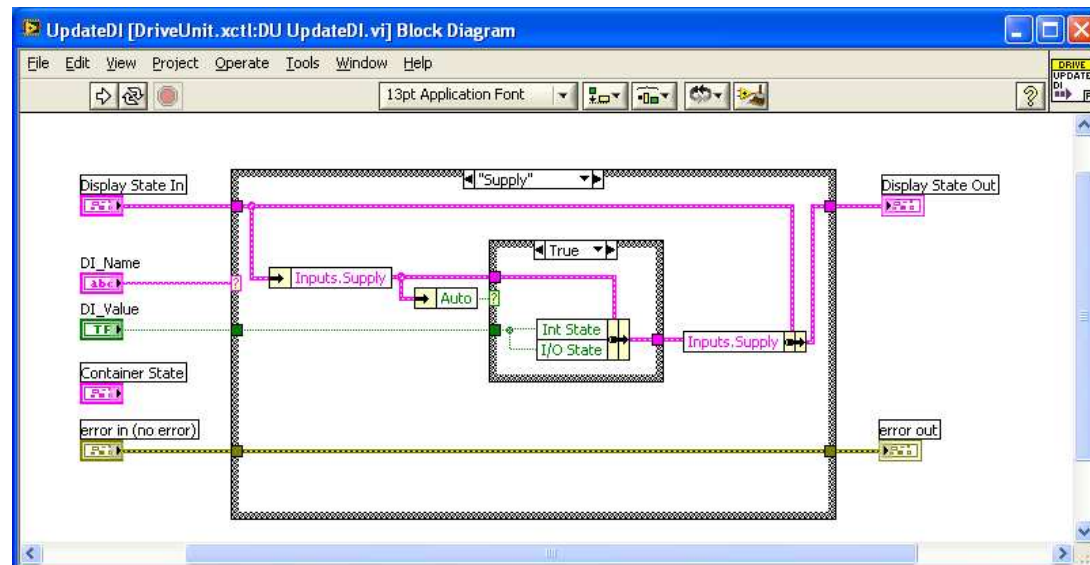 UpdateDI [DriveUnit.xctl:DU UpdateDI.vi] Block Diagram
File Edit View Project Operate Tools Window Help
13pt Application Font
DRIVE
UPDATE
DI
Display State In
"Supply"
Display State Out
True
DI_Name
abc
Inputs.Supply
Auto
DI_Value
TF
Int State
I/O State
Inputs.Supply
Container State
error in (no error)
error out